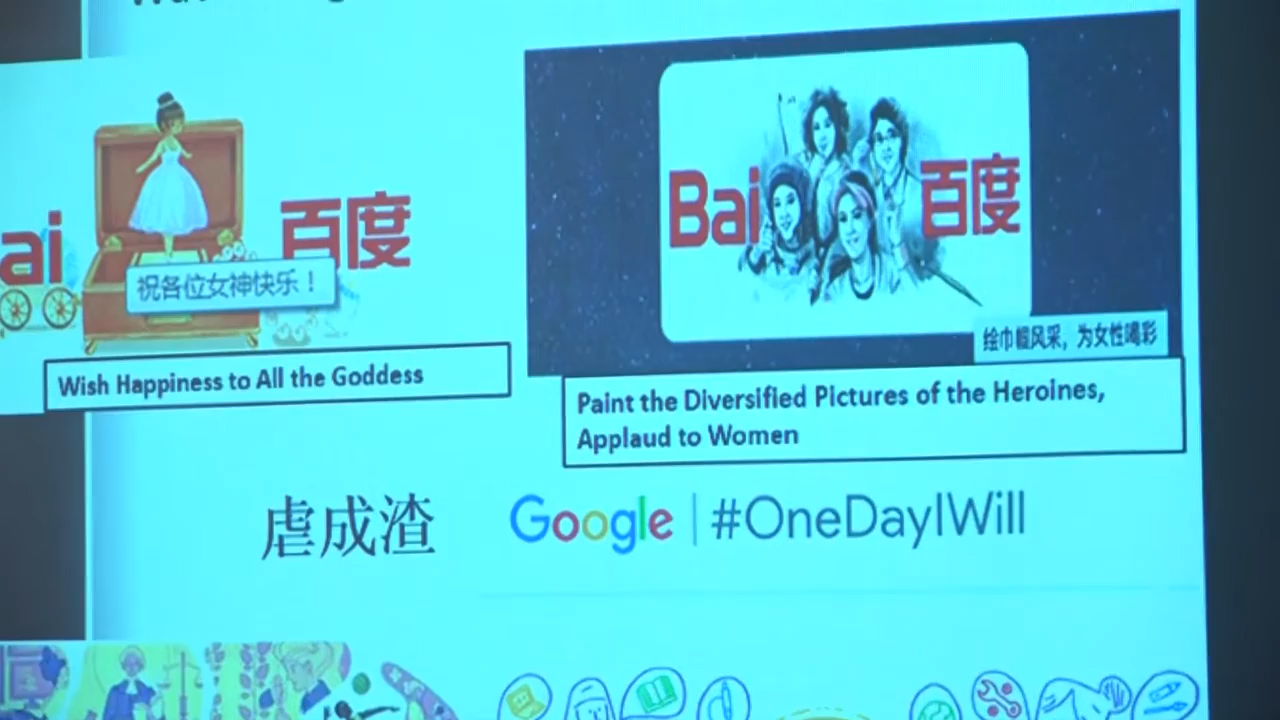 ai 百度
祝各位女神快乐！
Wish Happiness to All the Goddess
Bai 百度
绘巾帼风采，为女性喝彩
Paint the Diversified Pictures of the Heroines,
Applaud to Women
虐成渣
Google | #OneDayIWill